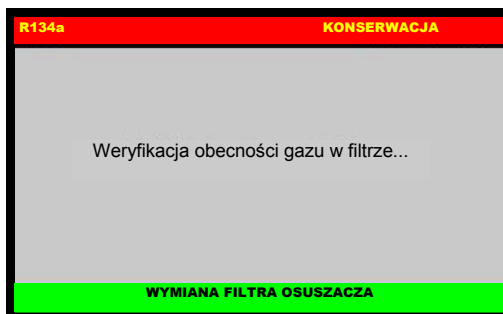 R134a KONSERWACJA
Weryfikacja obecności gazu w filtrze...
WYMIANA FILTRA OSUSZACZA